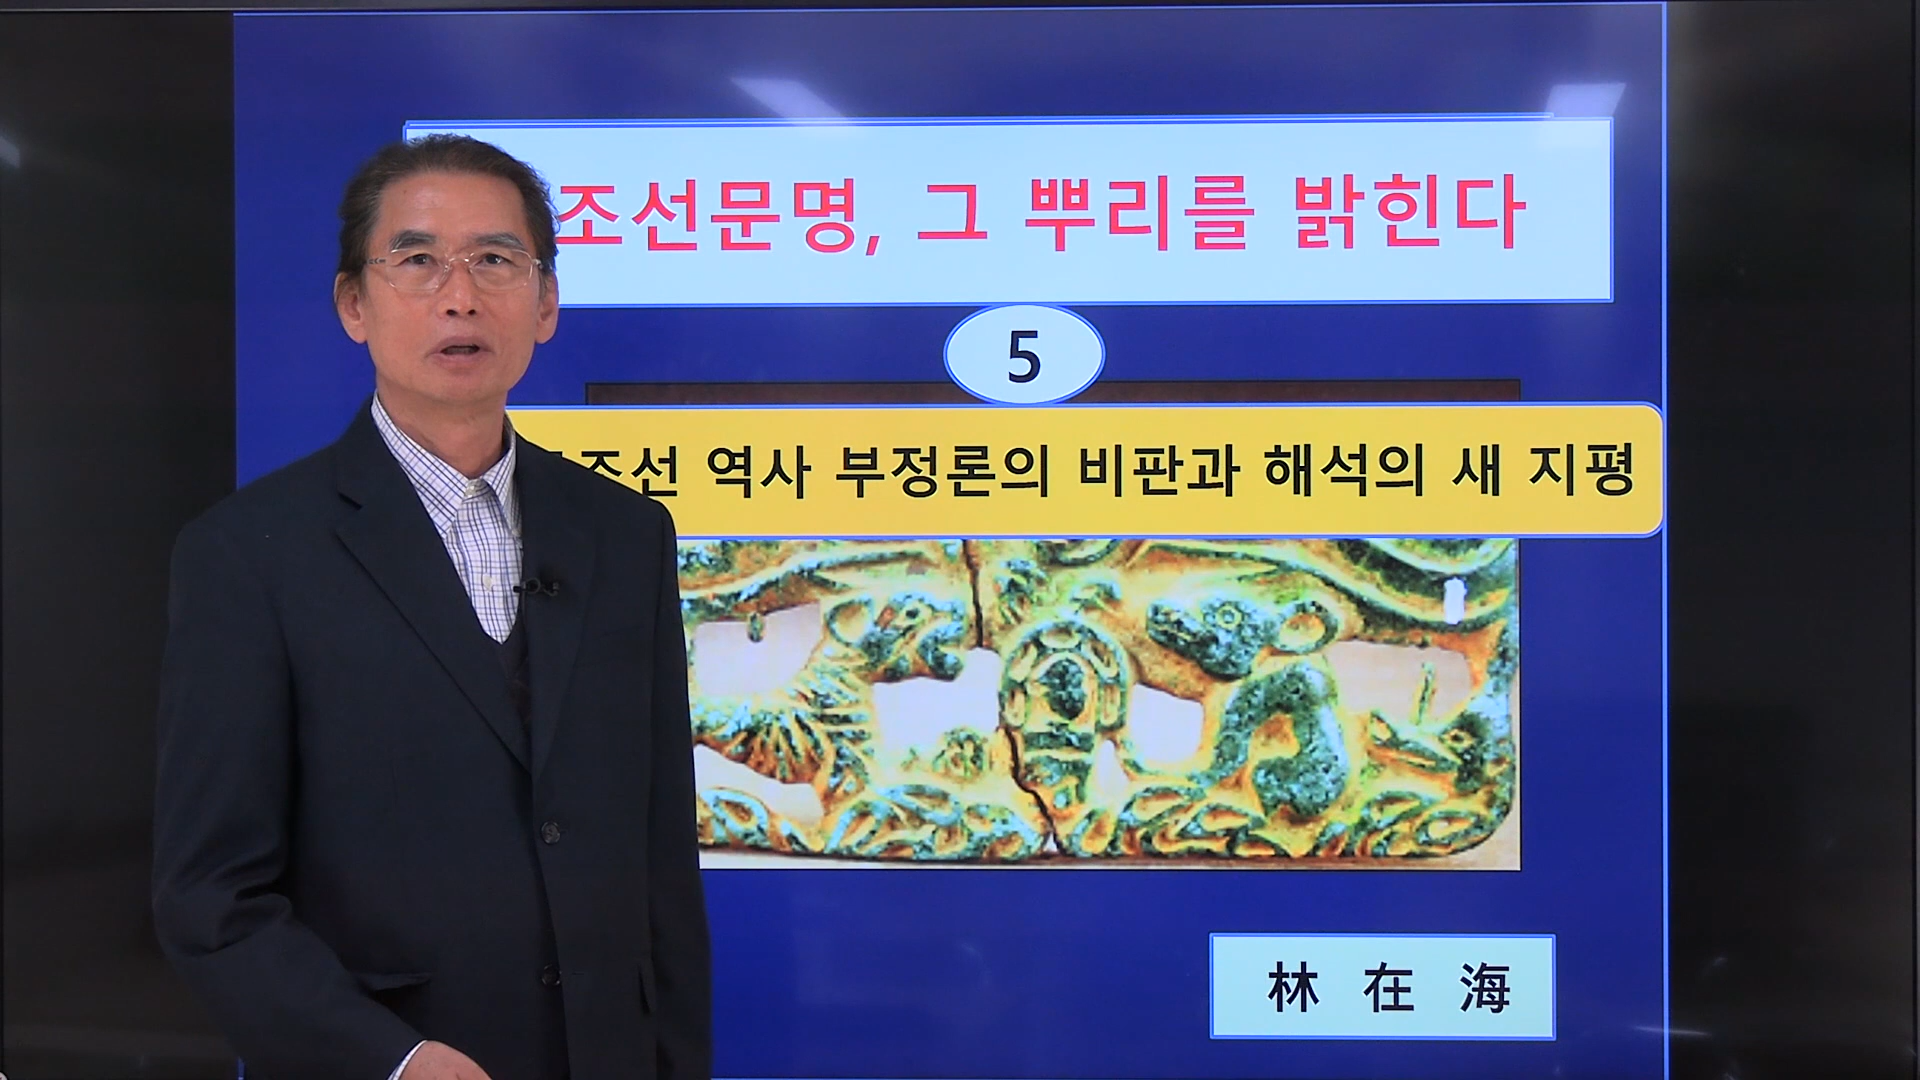 조선문명, 그 뿌리를 밝힌다
5
조선 역사 부정론의 비판과 해석의 새 지평
林 在 海